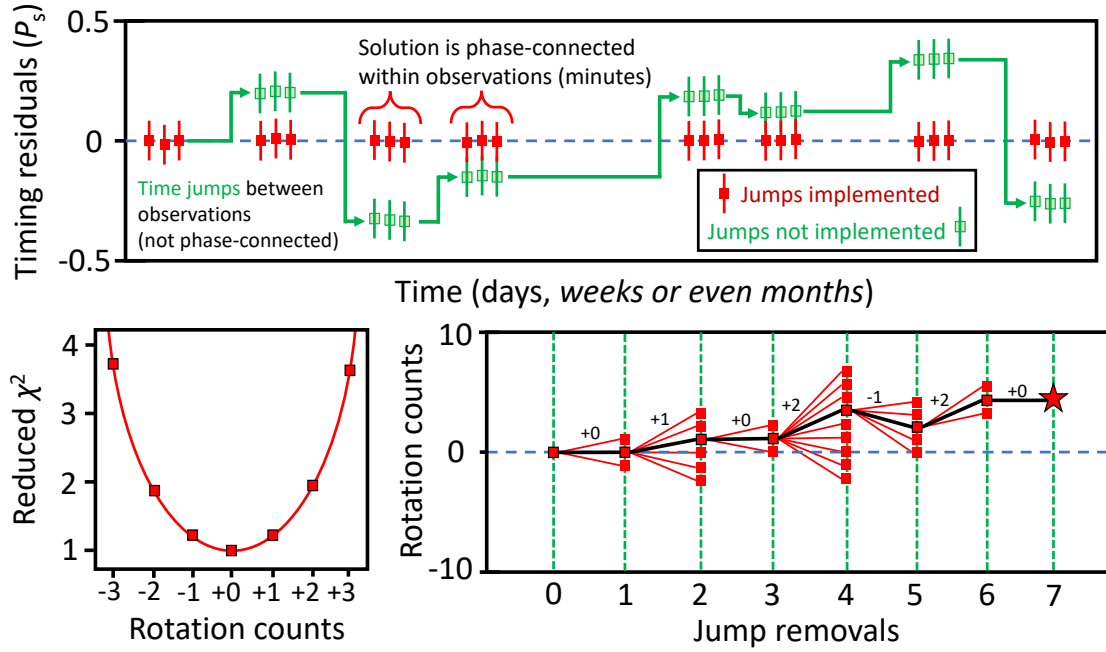 Timing residuals (Ps)
0.5
0
-0.5
Solution is phase-connected
within observations (minutes)
Time jumps between
observations
(not phase-connected)
Jumps implemented
Jumps not implemented
Time (days, weeks or even months)
Reduced χ²
4
3
2
1
-3 -2 -1 +0 +1 +2 +3
Rotation counts
Rotation counts
10
0
-10
+0 +1 +0 +2 -1 +2 +0
0 1 2 3 4 5 6 7
Jump removals